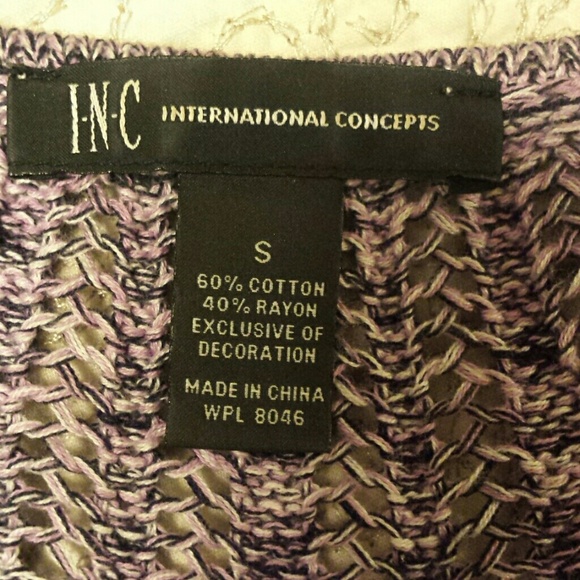 I·N·C INTERNATIONAL CONCEPTS
S
60% COTTON
40% RAYON
EXCLUSIVE OF
DECORATION
MADE IN CHINA
WPL 8046